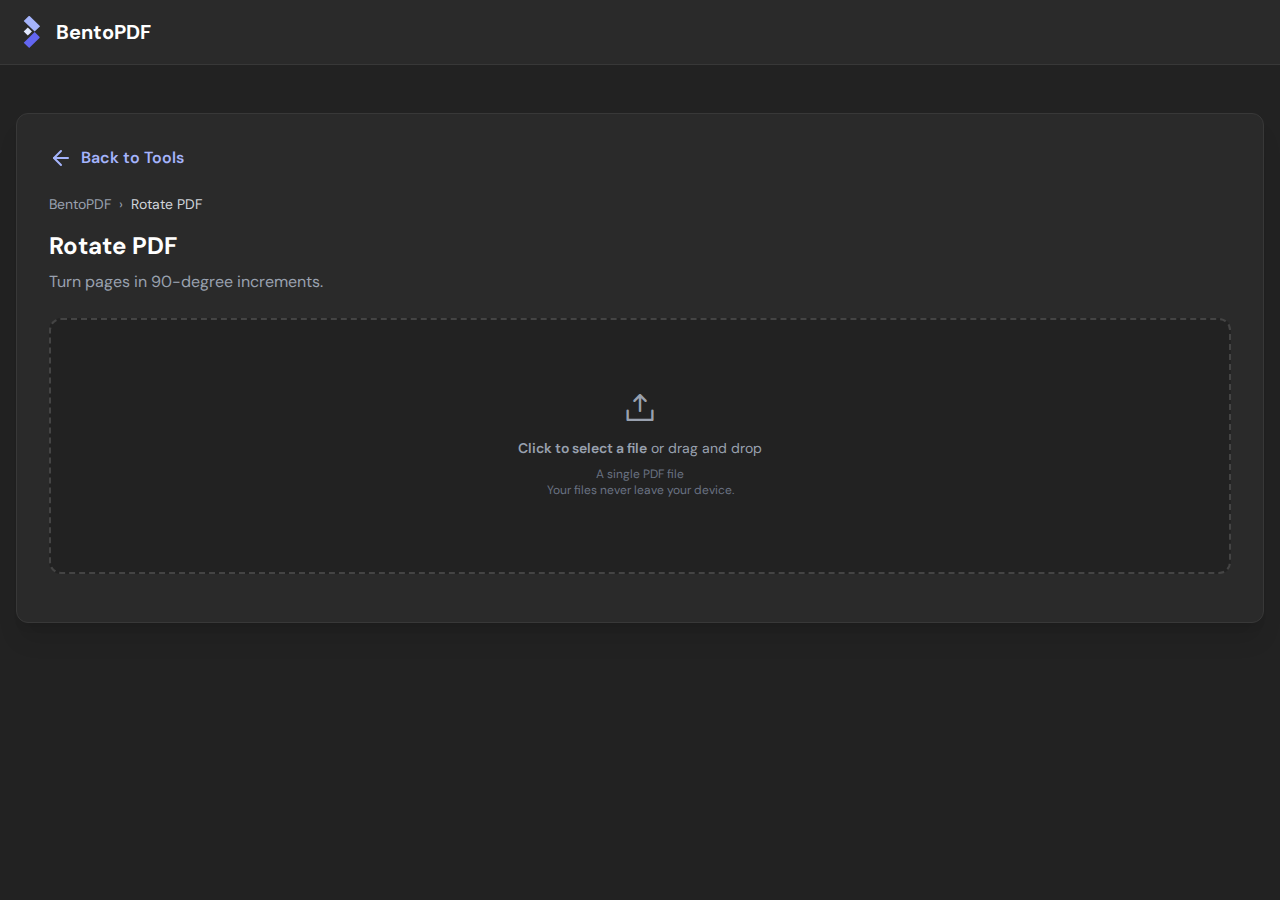 BentoPDF
Back to Tools
BentoPDF › Rotate PDF
Rotate PDF
Turn pages in 90-degree increments.
Click to select a file or drag and drop
A single PDF file
Your files never leave your device.